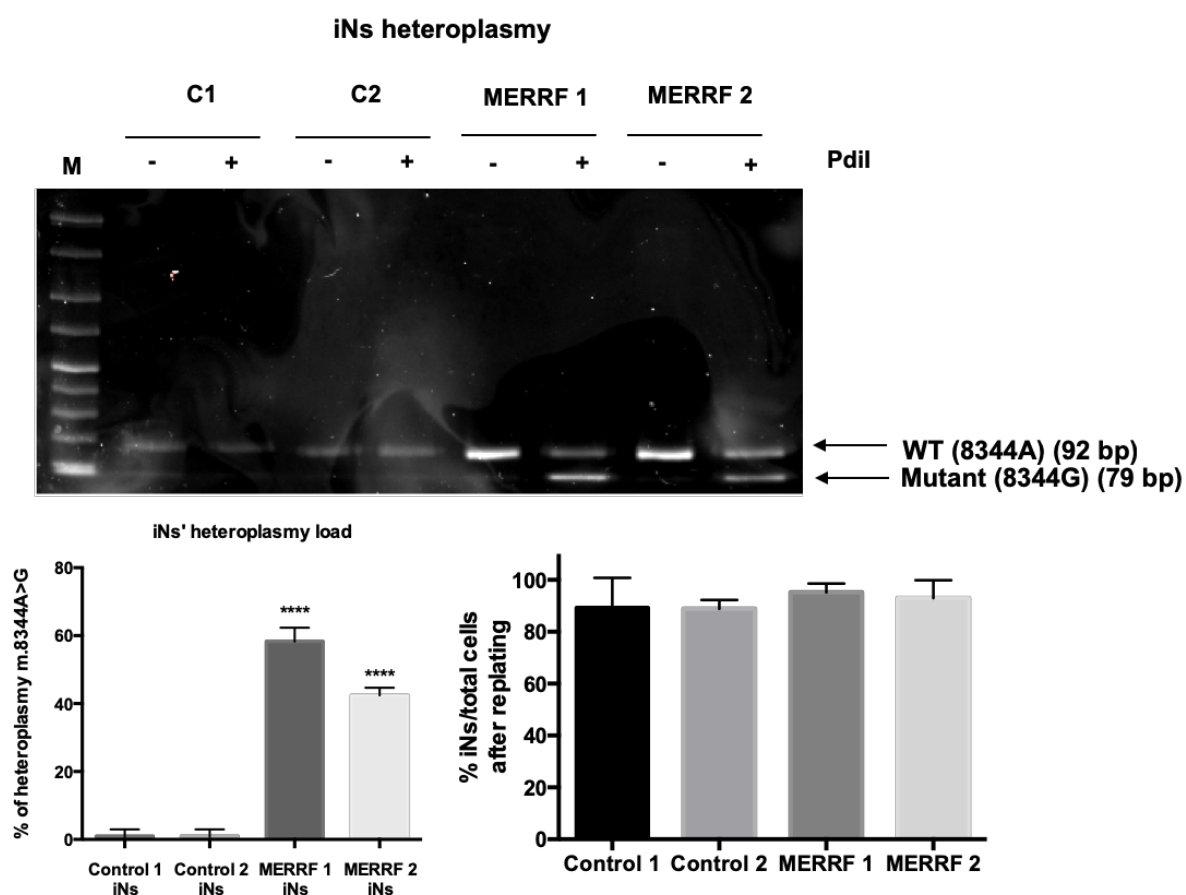 iNs heteroplasmy
C1 C2 MERRF 1 MERRF 2
M - + - + - + - + PdiI
WT (8344A) (92 bp)
Mutant (8344G) (79 bp)
iNs' heteroplasmy load
% of heteroplasmy m.8344A>G
80
60
40
20
0
****
****
Control 1 iNs
Control 2 iNs
MERRF 1 iNs
MERRF 2 iNs
% iNs/total cells
after replating
100
80
60
40
20
0
Control 1 Control 2 MERRF 1 MERRF 2